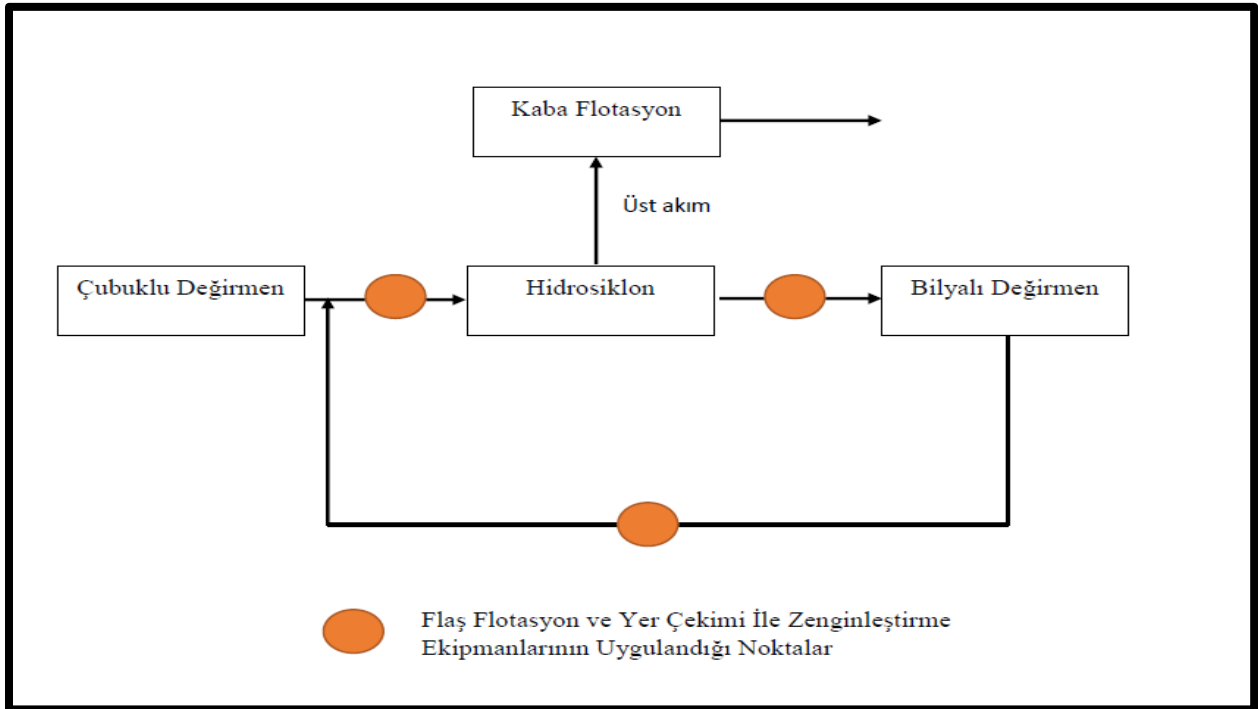 Kaba Flotasyon
Üst akım
Çubuklu Değirmen
Hidrosiklon
Bilyalı Değirmen
Flaş Flotasyon ve Yer Çekimi İle Zenginleştirme
Ekipmanlarının Uygulandığı Noktalar